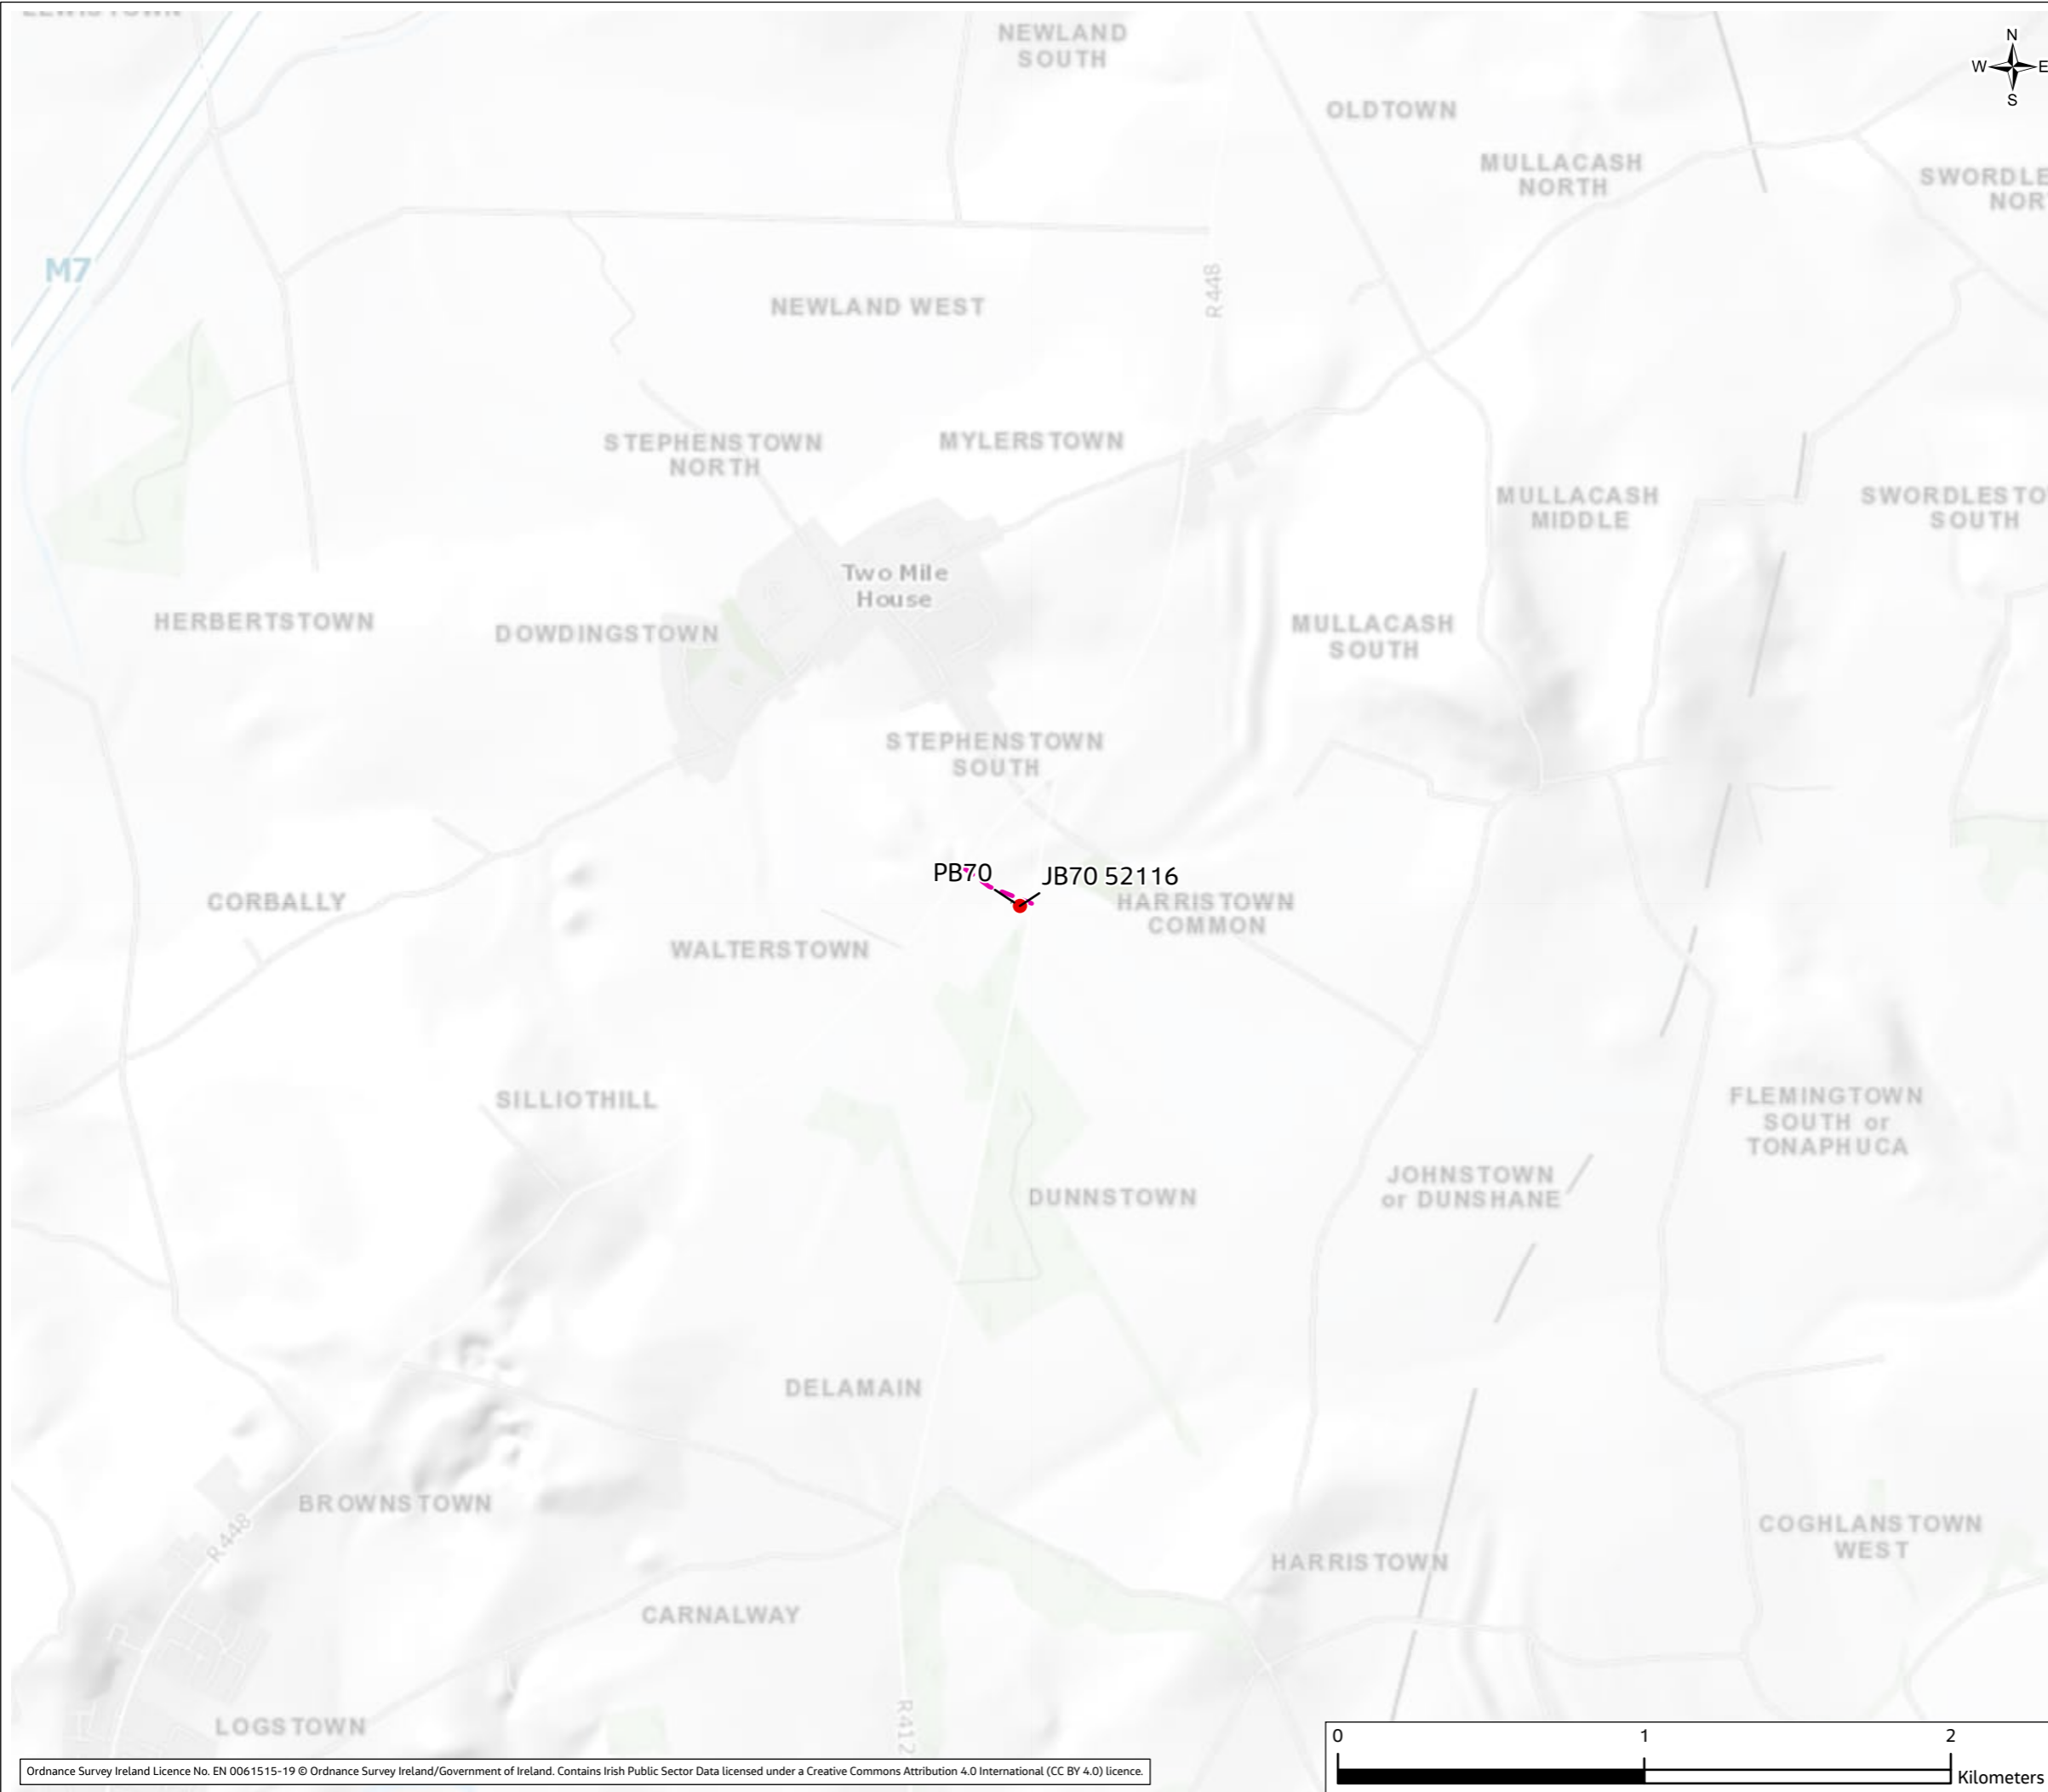 LEWISTOWN
NEWLAND
SOUTH
N
W
E
S
OLDTOWN
MULLACASH
NORTH
SWORDLE
NOR
M7
NEWLAND WEST
R448
STEPHENSTOWN
NORTH
MYLERSTOWN
MULLACASH
MIDDLE
SWORDLESTO
SOUTH
Two Mile
House
HERBERTSTOWN
DOWDINGSTOWN
MULLACASH
SOUTH
STEPHENSTOWN
SOUTH
PB70
JB70 52116
CORBALLY
HARRISTOWN
COMMON
WALTERSTOWN
SILLIOTHILL
FLEMINGTOWN
SOUTH or
TONAPHUCA
JOHNSTOWN
or DUNSHANE
DUNNSTOWN
DELAMAIN
BROWNSTOWN
R448
COGHLANSTOWN
WEST
HARRISTOWN
CARNALWAY
R412
LOGSTOWN
0 1 2
Kilometers
Ordnance Survey Ireland Licence No. EN 0061515-19 © Ordnance Survey Ireland/Government of Ireland. Contains Irish Public Sector Data licensed under a Creative Commons Attribution 4.0 International (CC BY 4.0) licence.